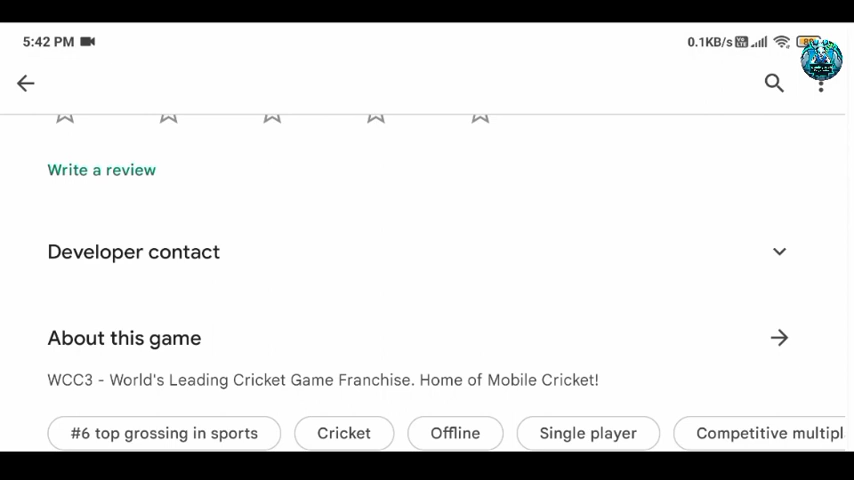 5:42 PM
0.1KB/s
Write a review
Developer contact
About this game
WCC3 - World's Leading Cricket Game Franchise. Home of Mobile Cricket!
#6 top grossing in sports
Cricket
Offline
Single player
Competitive multipl